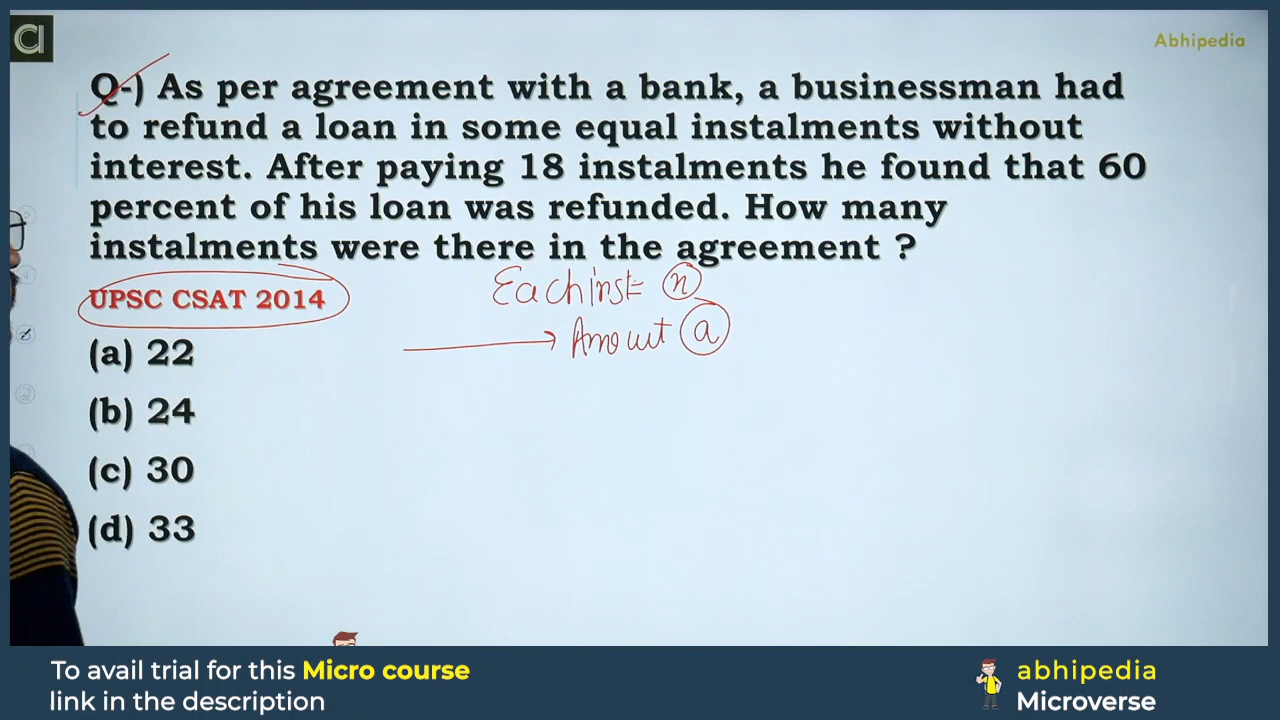 Abhipedia
Q-) As per agreement with a bank, a businessman had
to refund a loan in some equal instalments without
interest. After paying 18 instalments he found that 60
percent of his loan was refunded. How many
instalments were there in the agreement ?
UPSC CSAT 2014
Each inst = n
Amount a
(a) 22
(b) 24
(c) 30
(d) 33
To avail trial for this Micro course
link in the description
abhipedia
Microverse